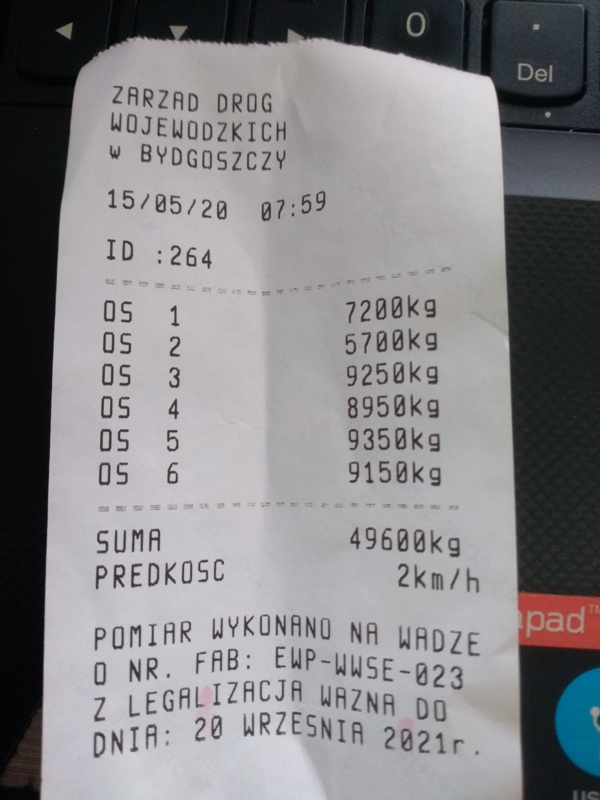 0
.
Del
ZARZAD DROG
WOJEWODZKICH
w BYDGOSZCZY
15/05/20 07:59
ID :264
OS 1 7200kg
OS 2 5700kg
OS 3 9250kg
OS 4 8950kg
OS 5 9350kg
OS 6 9150kg
SUMA 49600kg
PREDKOSC 2km/h
POMIAR WYKONANO NA WADZE
O NR. FAB: EWP-WWSE-023
Z LEGALIZACJA WAZNA DO
DNIA: 20 WRZESNIA 2021r.
pad™
us